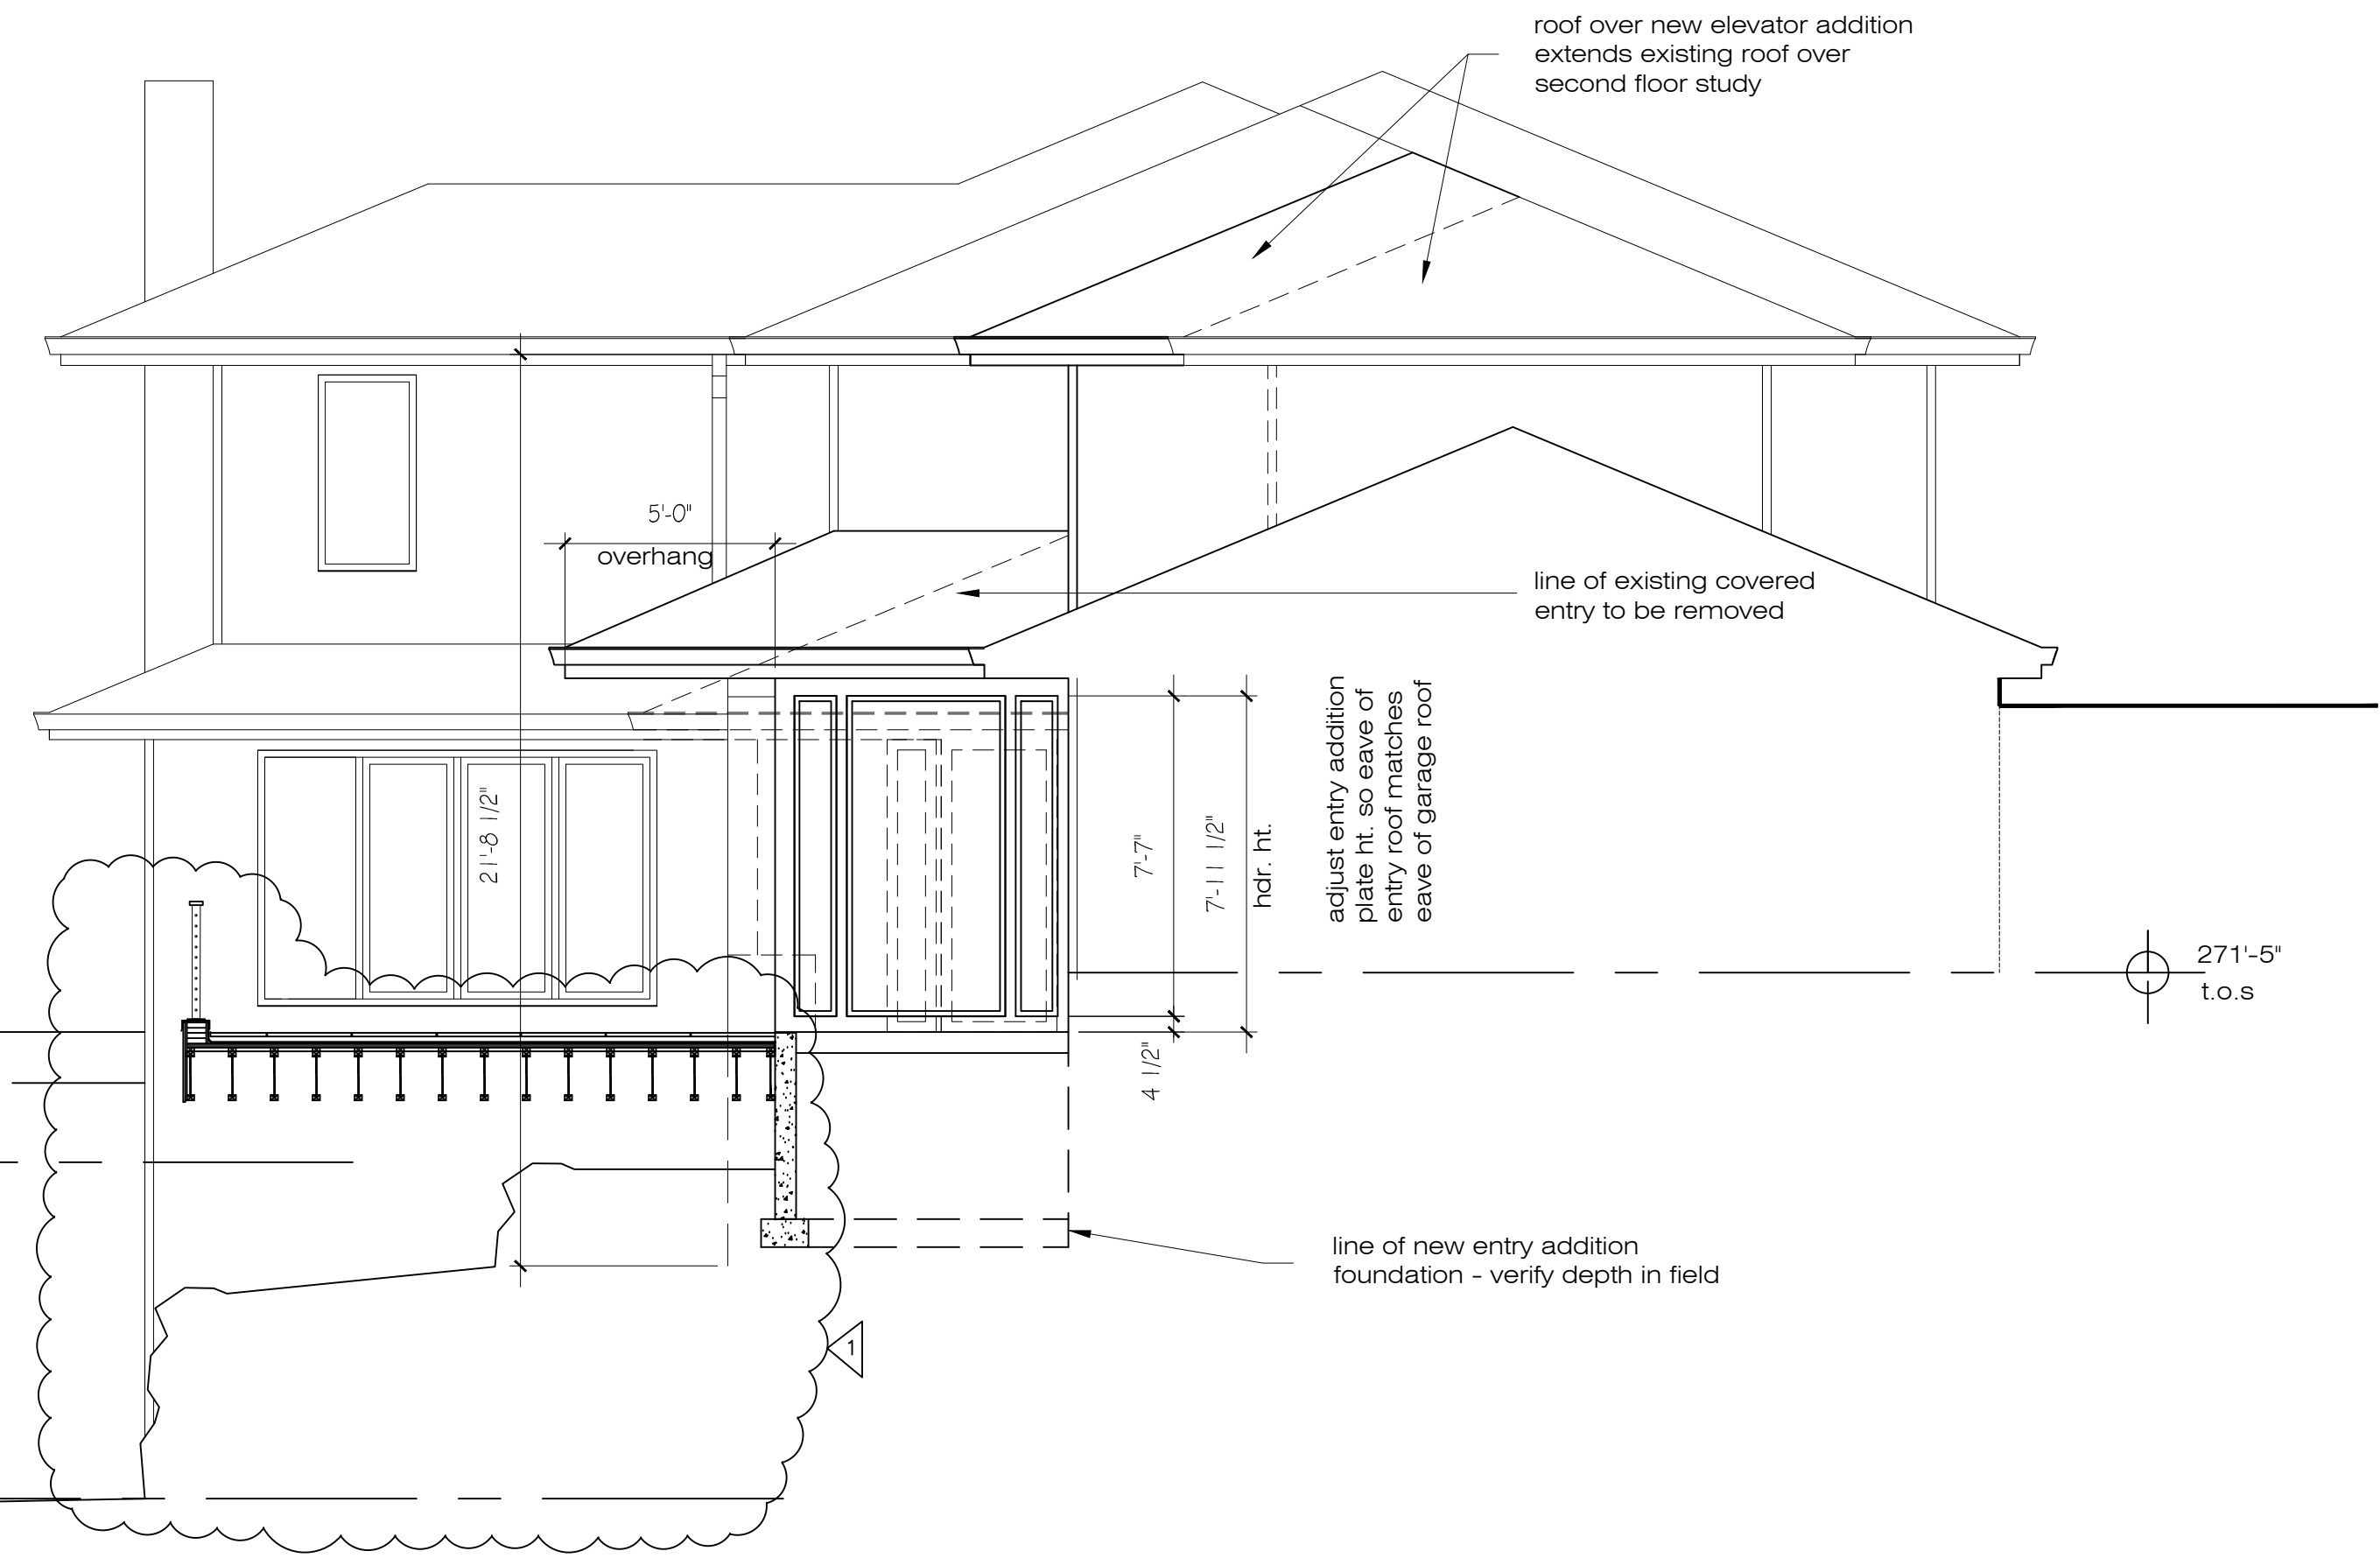 roof over new elevator addition
extends existing roof over
second floor study
5'-0"
overhang
line of existing covered
entry to be removed
adjust entry addition
plate ht. so eave of
entry roof matches
eave of garage roof
21'-8 1/2"
7'-7"
7'-11 1/2"
hdr. ht.
4 1/2"
271'-5"
t.o.s
line of new entry addition
foundation - verify depth in field
1